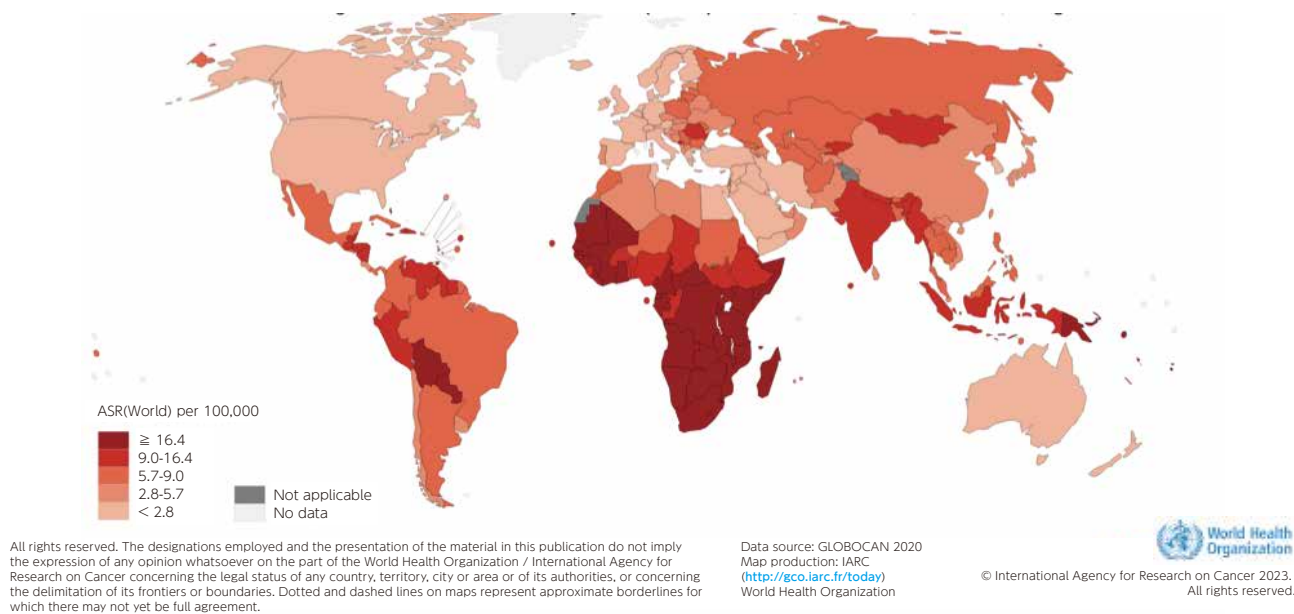 ASR(World) per 100,000
≧ 16.4
9.0-16.4
5.7-9.0
2.8-5.7
< 2.8
Not applicable
No data
All rights reserved. The designations employed and the presentation of the material in this publication do not imply
the expression of any opinion whatsoever on the part of the World Health Organization / International Agency for
Research on Cancer concerning the legal status of any country, territory, city or area or of its authorities, or concerning
the delimitation of its frontiers or boundaries. Dotted and dashed lines on maps represent approximate borderlines for
which there may not yet be full agreement.
Data source: GLOBOCAN 2020
Map production: IARC
(http://gco.iarc.fr/today)
World Health Organization
World Health
Organization
© International Agency for Research on Cancer 2023.
All rights reserved.